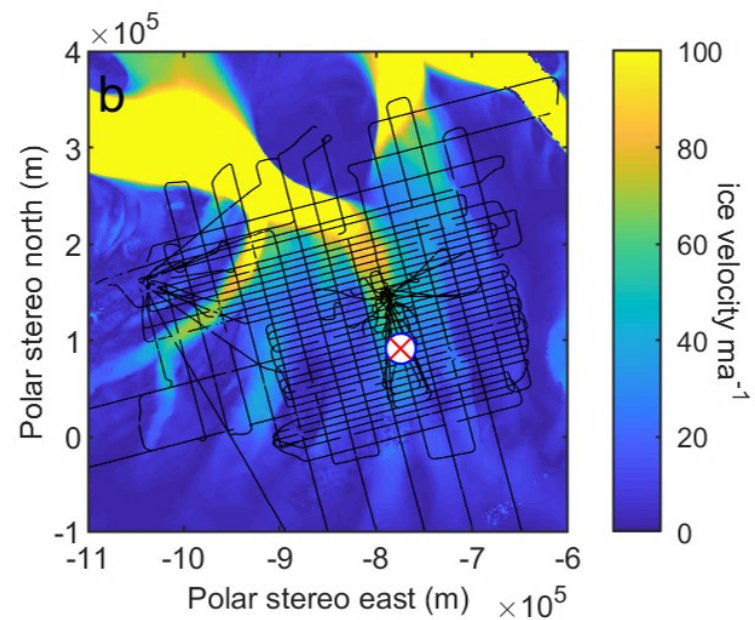 ×10⁵
b
4
3
2
1
0
-1
Polar stereo north (m)
-11 -10 -9 -8 -7 -6
Polar stereo east (m) ×10⁵
100
80
60
40
20
0
ice velocity ma⁻¹